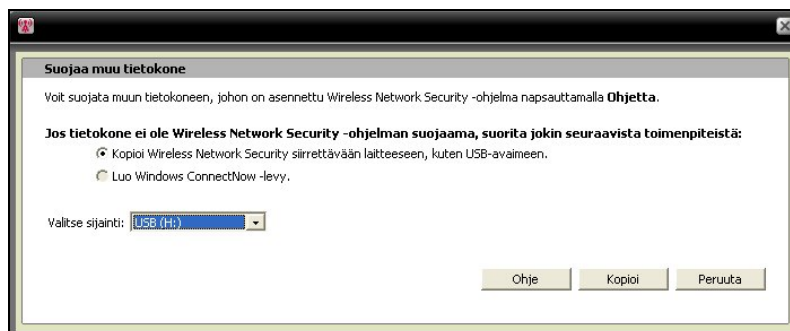 Suojaa muu tietokone
Voit suojata muun tietokoneen, johon on asennettu Wireless Network Security -ohjelma napsauttamalla Ohjetta.
Jos tietokone ei ole Wireless Network Security -ohjelman suojaama, suorita jokin seuraavista toimenpiteistä:
Kopioi Wireless Network Security siirrettävään laitteeseen, kuten USB-avaimeen.
Luo Windows ConnectNow -levy.
Valitse sijainti: USB (H:)
Ohje Kopioi Peruuta